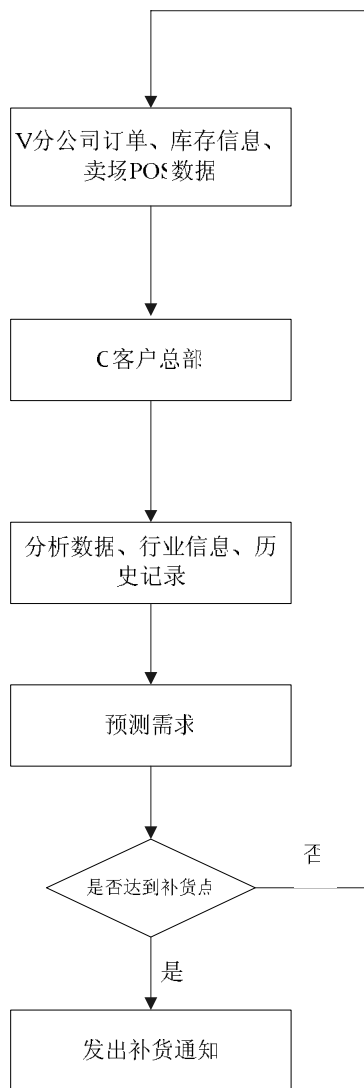 V分公司订单、库存信息、
卖场POS数据
C客户总部
分析数据、行业信息、历
史记录
预测需求
是否达到补货点
否
是
发出补货通知